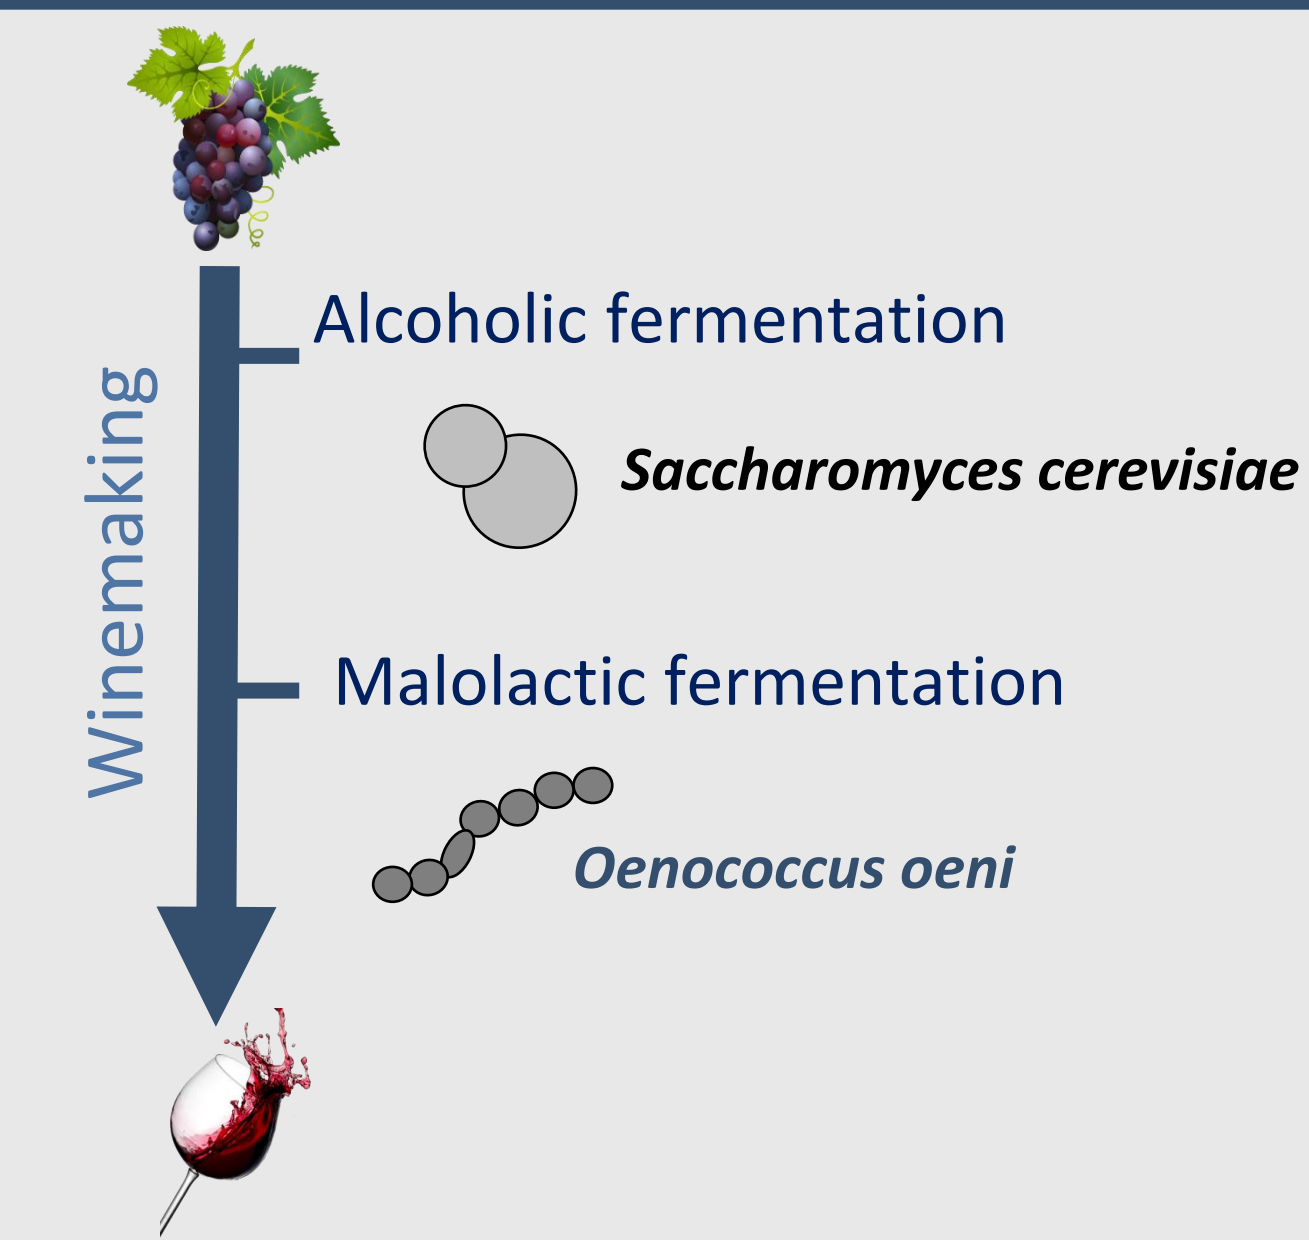 Alcoholic fermentation
Winemaking
Saccharomyces cerevisiae
Malolactic fermentation
Oenococcus oeni